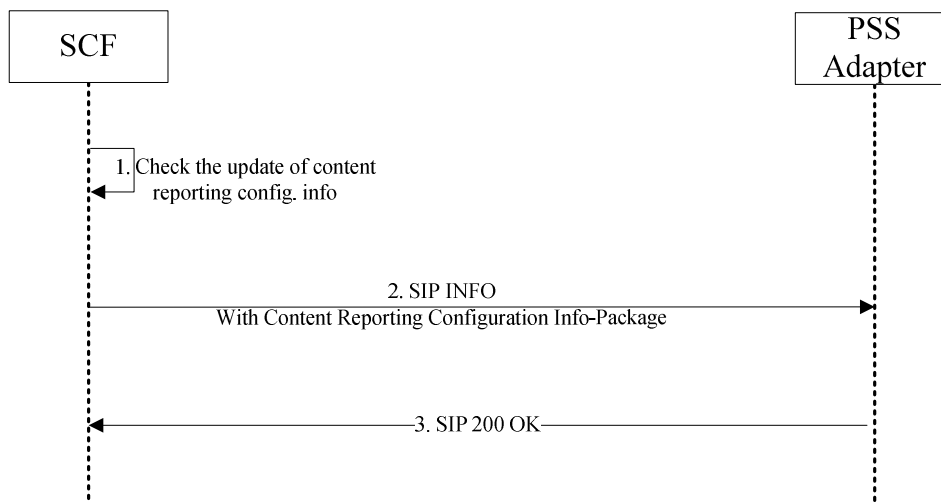 SCF
PSS
Adapter
1. Check the update of content
reporting config. info
2. SIP INFO
With Content Reporting Configuration Info-Package
3. SIP 200 OK